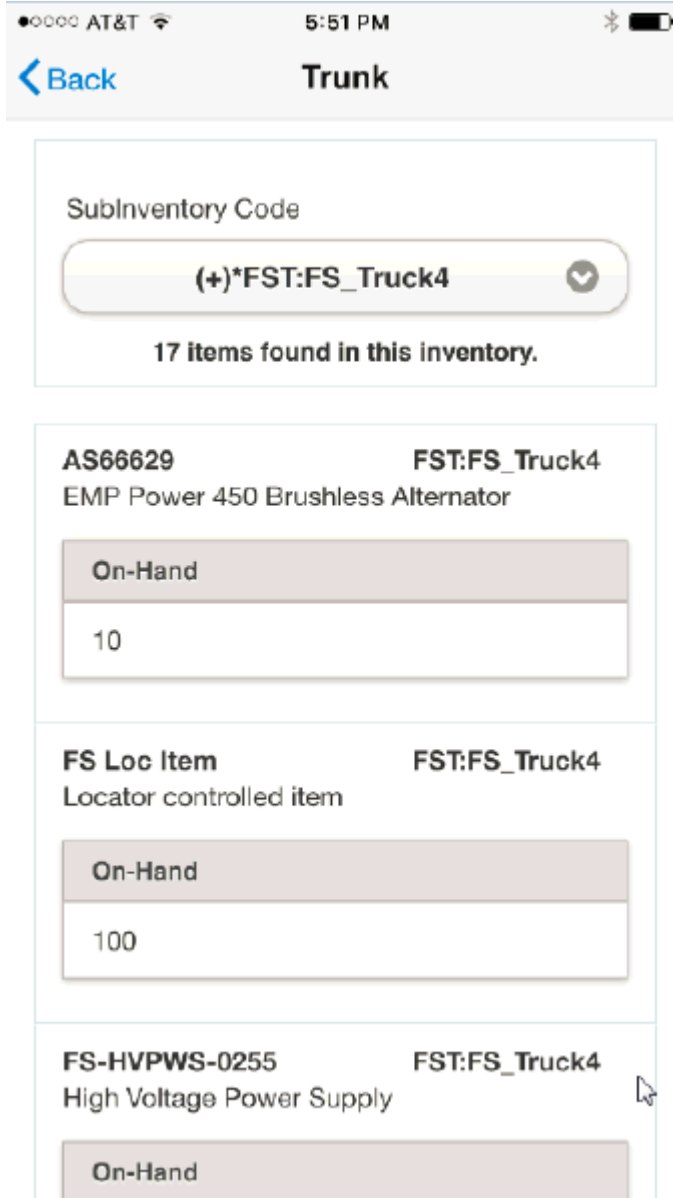 AT&T 5:51 PM
Back Trunk
SubInventory Code
(+)*FST:FS_Truck4
17 items found in this inventory.
AS66629 FST:FS_Truck4
EMP Power 450 Brushless Alternator
On-Hand
10
FS Loc Item FST:FS_Truck4
Locator controlled item
On-Hand
100
FS-HVPWS-0255 FST:FS_Truck4
High Voltage Power Supply
On-Hand